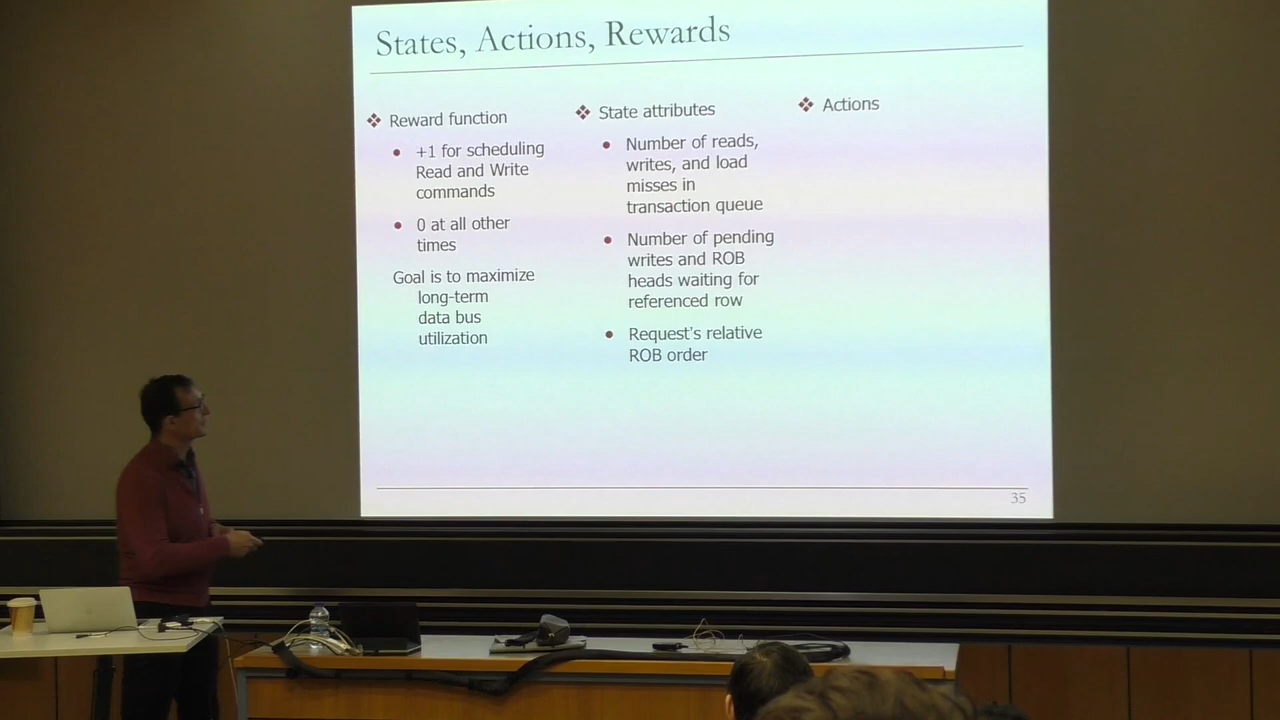 States, Actions, Rewards
❖ Reward function
• +1 for scheduling
Read and Write
commands
• 0 at all other
times
Goal is to maximize
long-term
data bus
utilization
❖ State attributes
• Number of reads,
writes, and load
misses in
transaction queue
• Number of pending
writes and ROB
heads waiting for
referenced row
• Request's relative
ROB order
❖ Actions
35